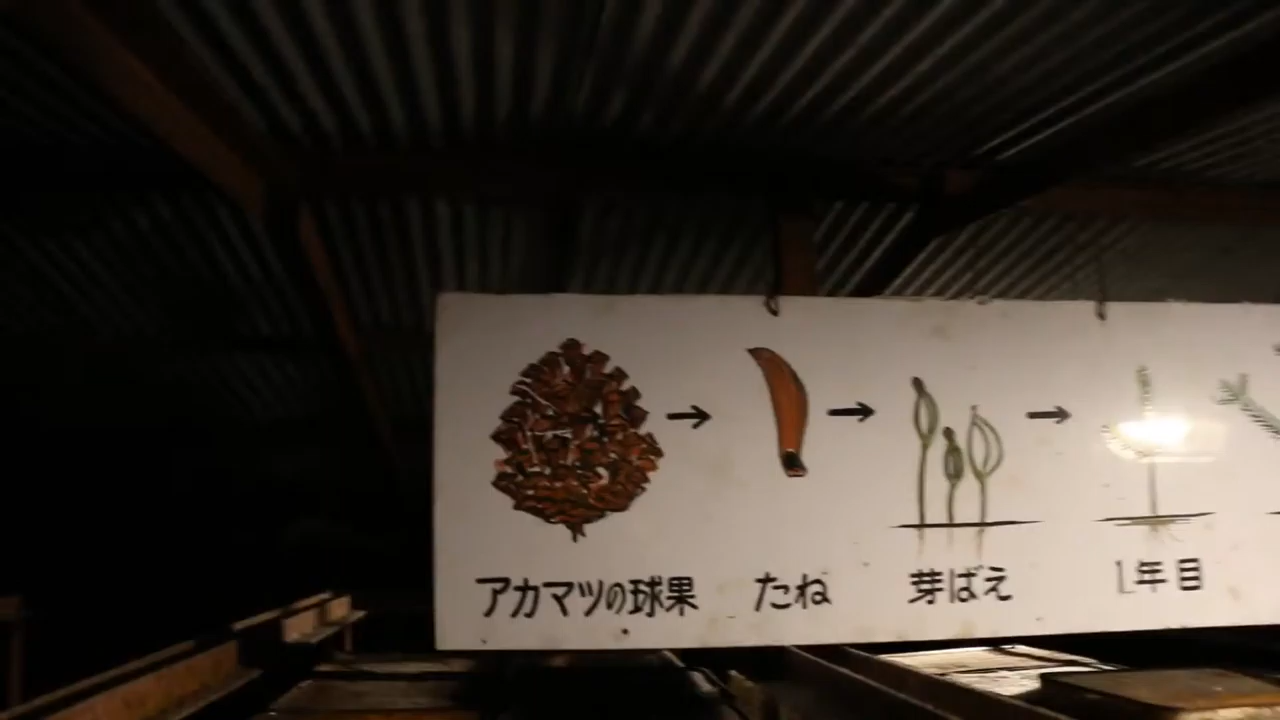 アカマツの球果 → たね → 芽ばえ → 1年目